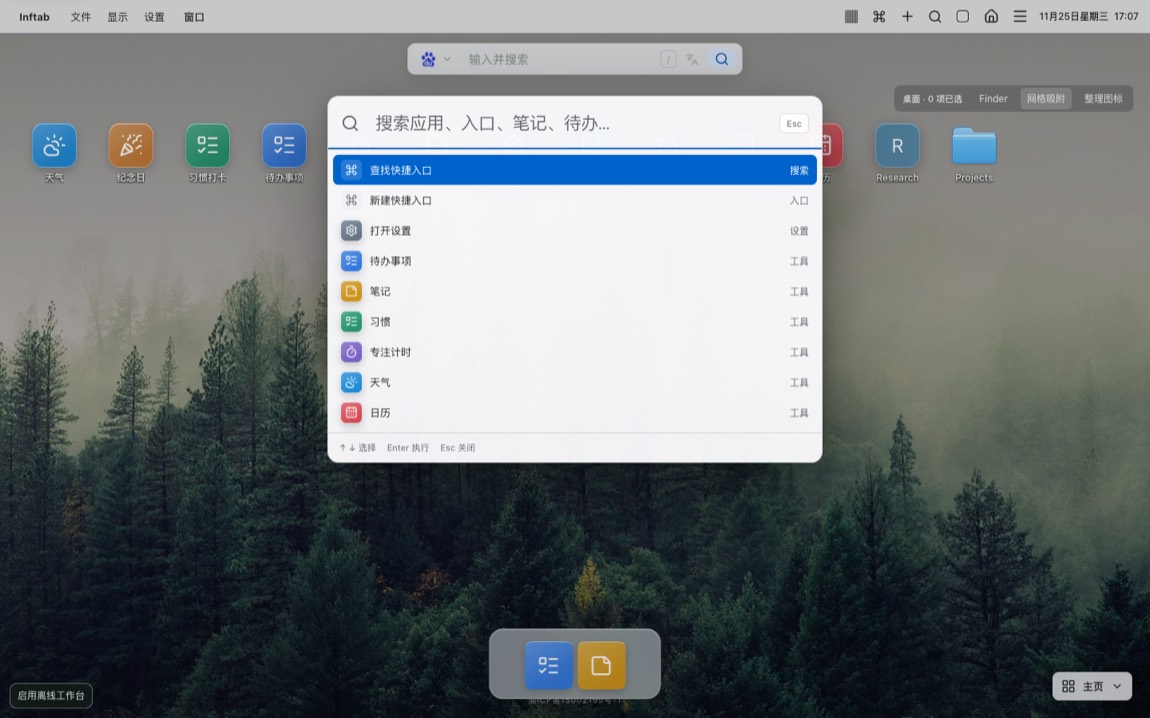 Inftab 文件 显示 设置 窗口 11月25日星期三 17:07
输入并搜索 /
桌面 · 0 项已选 Finder 网格吸附 整理图标
搜索应用、入口、笔记、待办... Esc
天气 纪念日 习惯打卡 待办事项 历 Research Projects
查找快捷入口 搜索
新建快捷入口 入口
打开设置 设置
待办事项 工具
笔记 工具
习惯 工具
专注计时 工具
天气 工具
日历 工具
↑ ↓ 选择 Enter 执行 Esc 关闭
主页
启用离线工作台